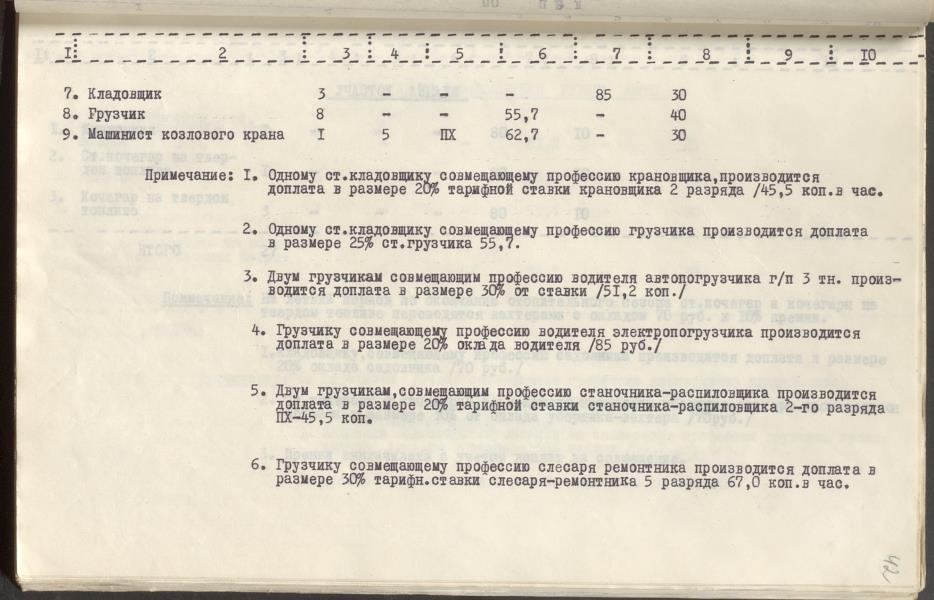 I : 2 : 3 : 4 : 5 : 6 : 7 : 8 : 9 : IO
7. Кладовщик 3 - - - 85 30
8. Грузчик 8 - - 55,7 - 40
9. Машинист козлового крана I 5 ПХ 62,7 - 30
Примечание: I. Одному ст.кладовщику совмещающему профессию крановщика,производится
доплата в размере 20% тарифной ставки крановщика 2 разряда /45,5 коп.в час.
2. Одному ст.кладовщику совмещающему профессию грузчика производится доплата
в размере 25% ст.грузчика 55,7.
3. Двум грузчикам совмещающим профессию водителя автопогрузчика г/п 3 тн. произ-
водится доплата в размере 30% от ставки /5I,2 коп./
4. Грузчику совмещающему профессию водителя электропогрузчика производится
доплата в размере 20% оклада водителя /85 руб./
5. Двум грузчикам,совмещающим профессию станочника-распиловщика производится
доплата в размере 20% тарифной ставки станочника-распиловщика 2-го разряда
ПХ-45,5 коп.
6. Грузчику совмещающему профессию слесаря ремонтника производится доплата в
размере 30% тарифн.ставки слесаря-ремонтника 5 разряда 67,0 коп.в час.
42